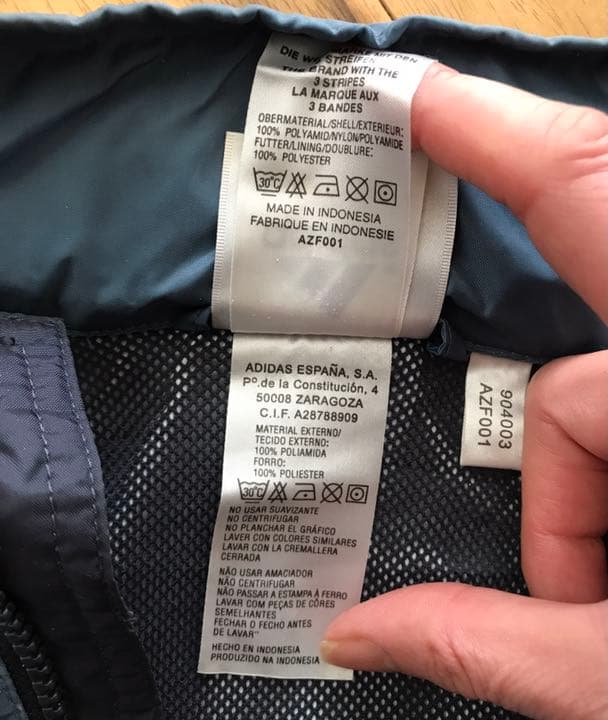 DIE MIT DEN
STREIFEN
THE BRAND WITH THE
3 STRIPES
LA MARQUE AUX
3 BANDES
OBERMATERIAL/SHELL/EXTERIEUR:
100% POLYAMID/NYLON/POLYAMIDE
FUTTER/LINING/DOUBLURE:
100% POLYESTER
30°C
MADE IN INDONESIA
FABRIQUE EN INDONESIE
AZF001
ADIDAS ESPAÑA, S.A.
Pº.de la Constitución, 4
50008 ZARAGOZA
C.I.F. A28788909
MATERIAL EXTERNO/
TECIDO EXTERNO:
100% POLIAMIDA
FORRO:
100% POLIESTER
30°C
NO USAR SUAVIZANTE
NO CENTRIFUGAR
NO PLANCHAR EL GRÁFICO
LAVER CON COLORES SIMILARES
LAVAR CON LA CREMALLERA
CERRADA
NÃO USAR AMACIADOR
NÃO CENTRIFUGAR
NÃO PASSAR A ESTAMPA À FERRO
LAVAR COM PEÇAS DE CÔRES
SEMELHANTES
FECHAR O FECHO ANTES
DE LAVAR"
HECHO EN INDONESIA
PRODUZIDO NA INDONESIA
904003
AZF001